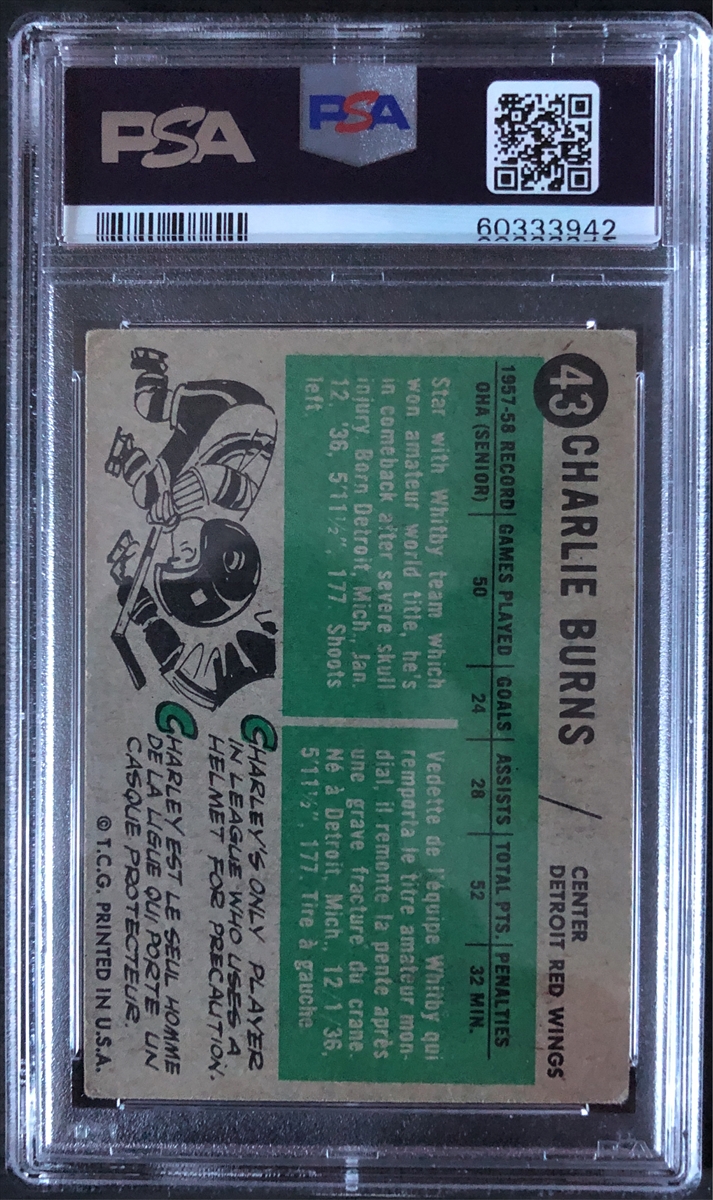 PSA
PSA
60333942
43 CHARLIE BURNS / CENTER
DETROIT RED WINGS
1957-58 RECORD GAMES PLAYED GOALS ASSISTS TOTAL PTS. PENALTIES
OHA (SENIOR) 50 24 28 52 32 MIN.
Star with Whitby team which
won amateur world title, he's
in comeback after severe skull
injury. Born Detroit, Mich., Jan.
12, '36, 5'11½", 177. Shoots
left.
Vedette de l'équipe Whitby qui
remporta le titre amateur mon-
dial, il remonte la pente après
une grave fracture du crane.
Né à Detroit, Mich., 12/1/36,
5'11½", 177. Tire à gauche
CHARLEY'S ONLY PLAYER
IN LEAGUE WHO USES A
HELMET FOR PRECAUTION.
CHARLEY EST LE SEUL HOMME
DE LA LIGUE QUI PORTE UN
CASQUE PROTECTEUR.
© T.C.G. PRINTED IN U.S.A.